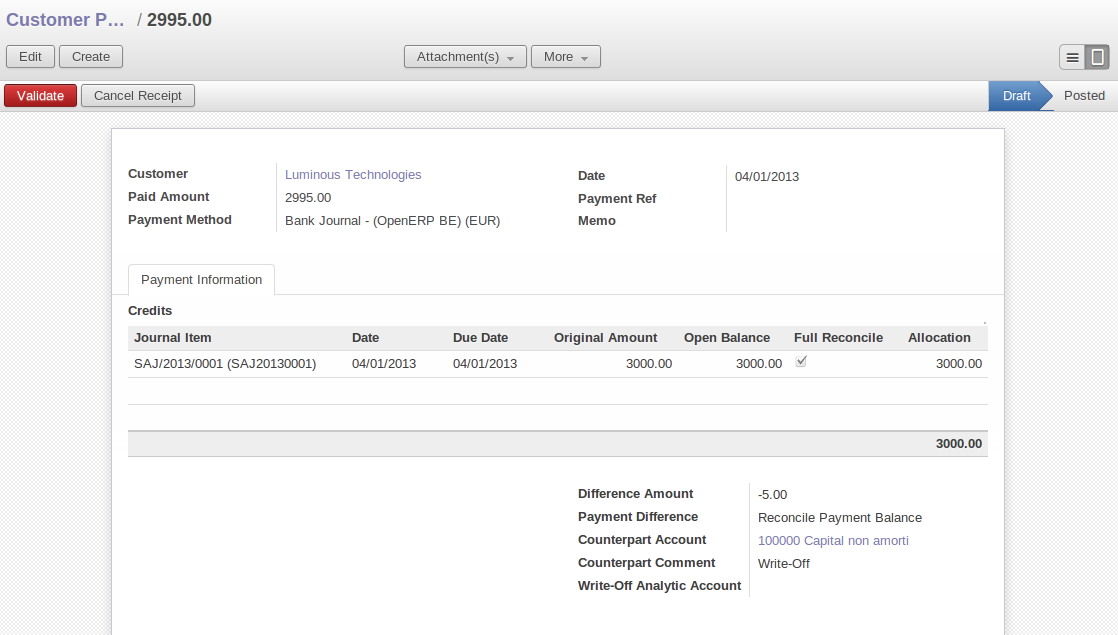 Customer P... / 2995.00
Edit Create Attachment(s) More
Validate Cancel Receipt Draft Posted
Customer Luminous Technologies Date 04/01/2013
Paid Amount 2995.00 Payment Ref
Payment Method Bank Journal - (OpenERP BE) (EUR) Memo
Payment Information
Credits
Journal Item Date Due Date Original Amount Open Balance Full Reconcile Allocation
SAJ/2013/0001 (SAJ20130001) 04/01/2013 04/01/2013 3000.00 3000.00 3000.00
3000.00
Difference Amount -5.00
Payment Difference Reconcile Payment Balance
Counterpart Account 100000 Capital non amorti
Counterpart Comment Write-Off
Write-Off Analytic Account